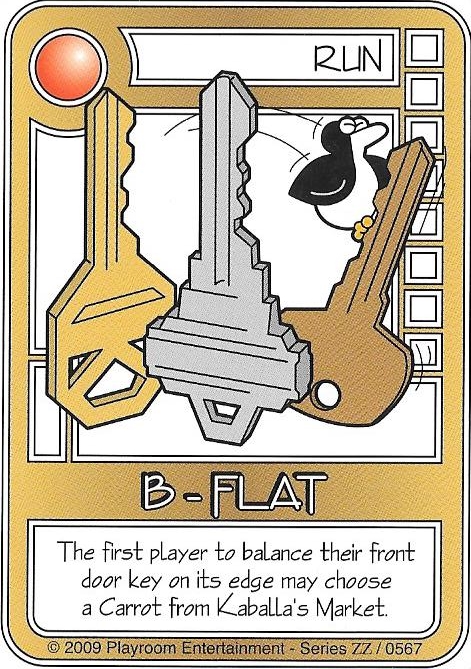 RUN
B-FLAT
The first player to balance their front
door key on its edge may choose
a Carrot from Kaballa's Market.
© 2009 Playroom Entertainment - Series ZZ / 0567